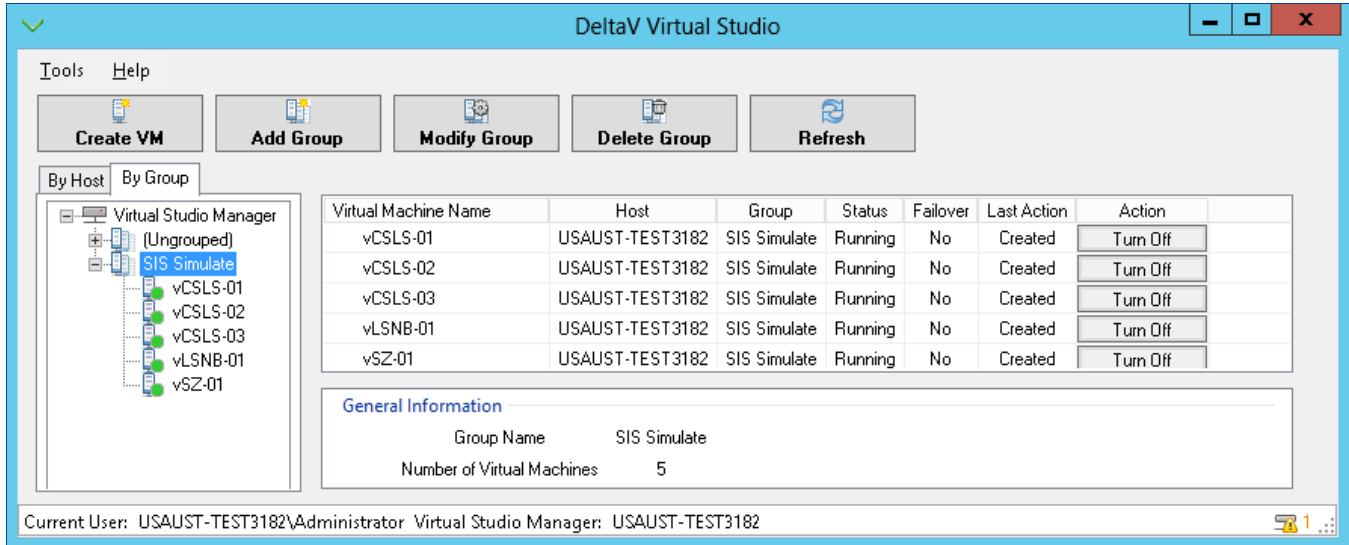 DeltaV Virtual Studio
Tools Help
Create VM Add Group Modify Group Delete Group Refresh
By Host By Group
Virtual Studio Manager
(Ungrouped)
SIS Simulate
vCSLS-01
vCSLS-02
vCSLS-03
vLSNB-01
vSZ-01
Virtual Machine Name Host Group Status Failover Last Action Action
vCSLS-01 USAUST-TEST3182 SIS Simulate Running No Created Turn Off
vCSLS-02 USAUST-TEST3182 SIS Simulate Running No Created Turn Off
vCSLS-03 USAUST-TEST3182 SIS Simulate Running No Created Turn Off
vLSNB-01 USAUST-TEST3182 SIS Simulate Running No Created Turn Off
vSZ-01 USAUST-TEST3182 SIS Simulate Running No Created Turn Off
General Information
Group Name SIS Simulate
Number of Virtual Machines 5
Current User: USAUST-TEST3182\Administrator Virtual Studio Manager: USAUST-TEST3182 1